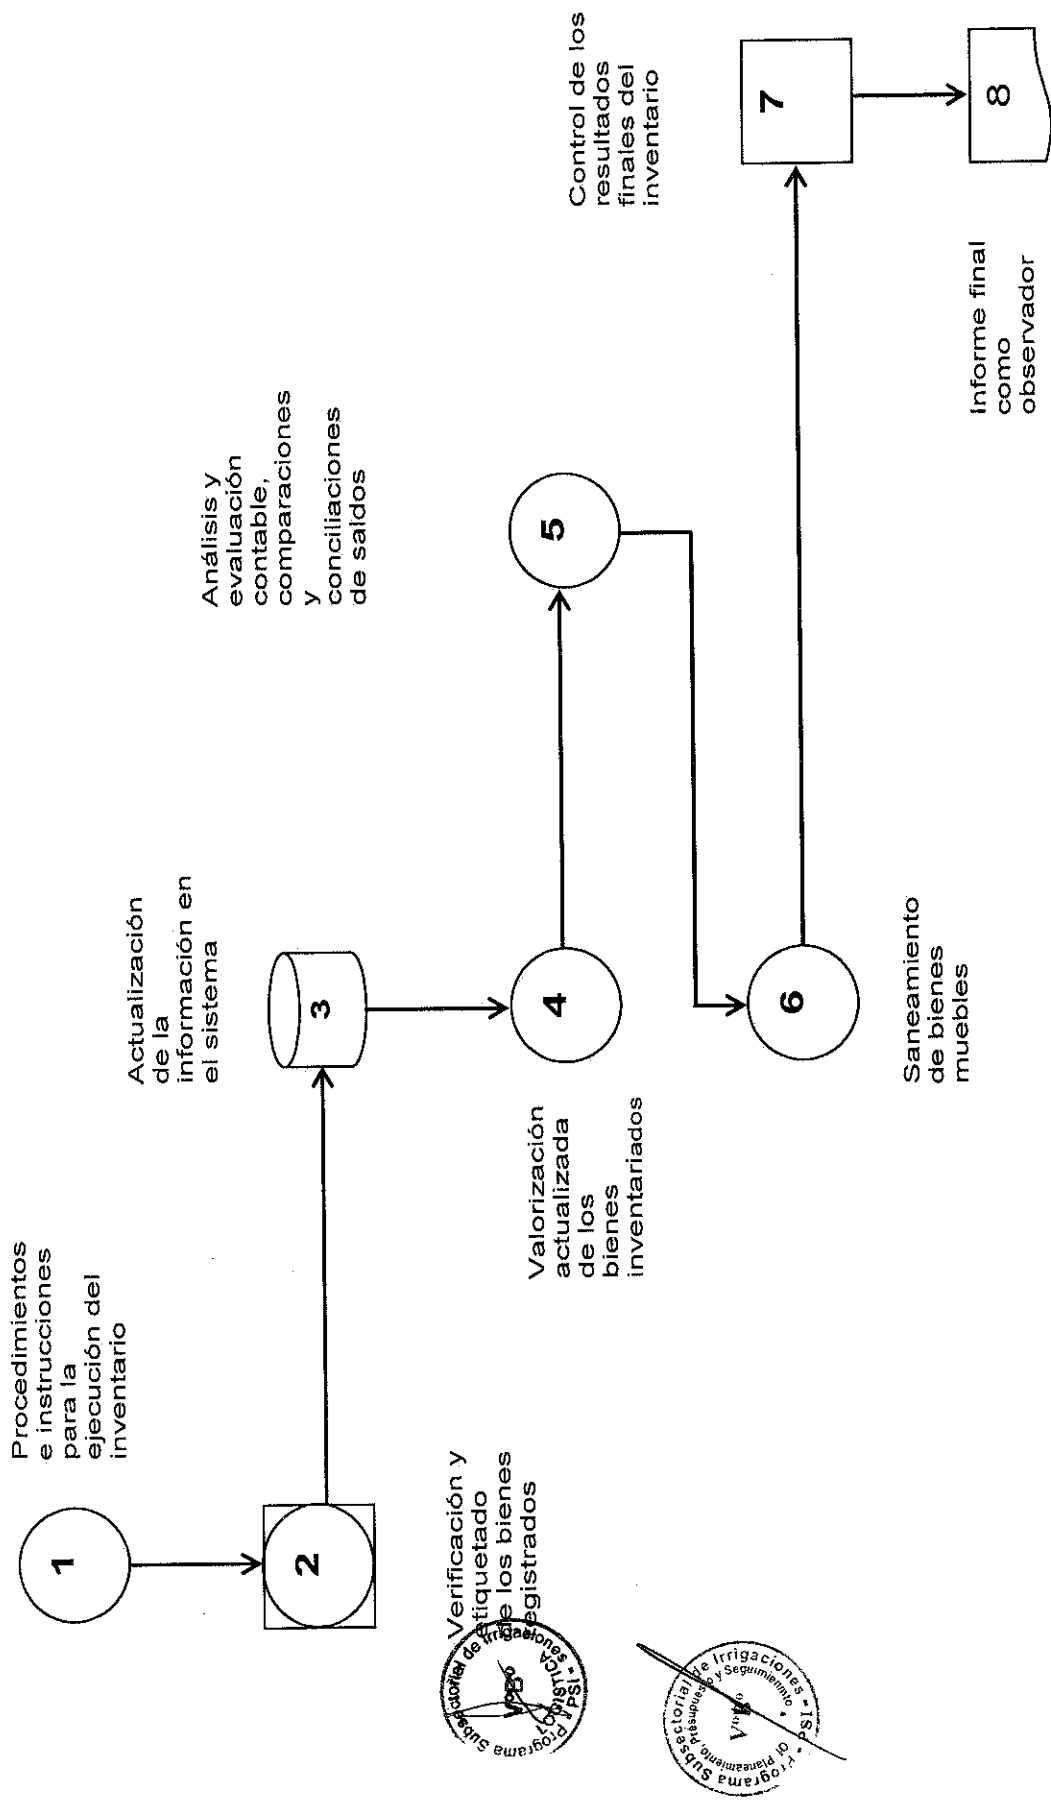 1
Procedimientos
e instrucciones
para la
ejecución del
inventario
2
Verificación y
etiquetado
de los bienes
registrados
3
Actualización
de la
información en
el sistema
4
Valorización
actualizada
de los
bienes
inventariados
5
Análisis y
evaluación
contable,
comparaciones
y
conciliaciones
de saldos
6
Saneamiento
de bienes
muebles
7
Control de los
resultados
finales del
inventario
8
Informe final
como
observador
Programa Subsectorial de Irrigaciones - PSI -
LOGISTICA
V°B°
Programa Subsectorial de Irrigaciones - PSI -
Of Planeamiento, Presupuesto y Seguimiento
V°B°